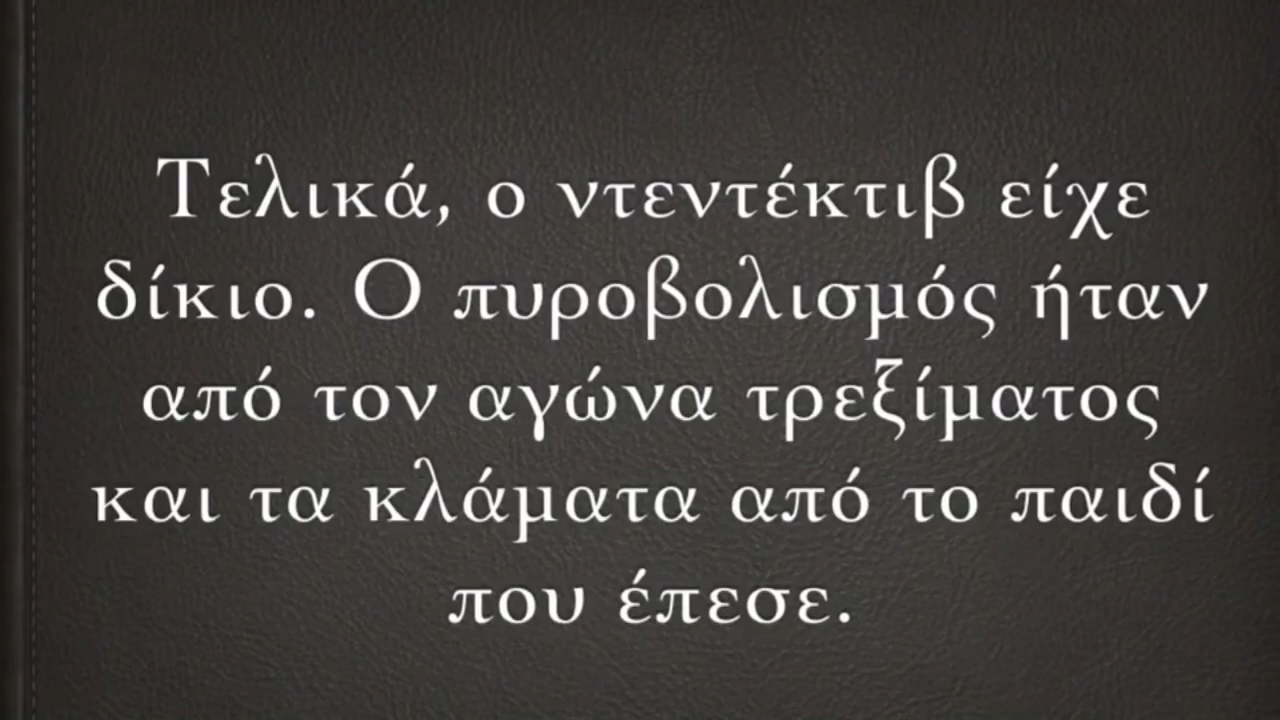 Τελικά, ο ντεντέκτιβ είχε
δίκιο. Ο πυροβολισμός ήταν
από τον αγώνα τρεξίματος
και τα κλάματα από το παιδί
που έπεσε.